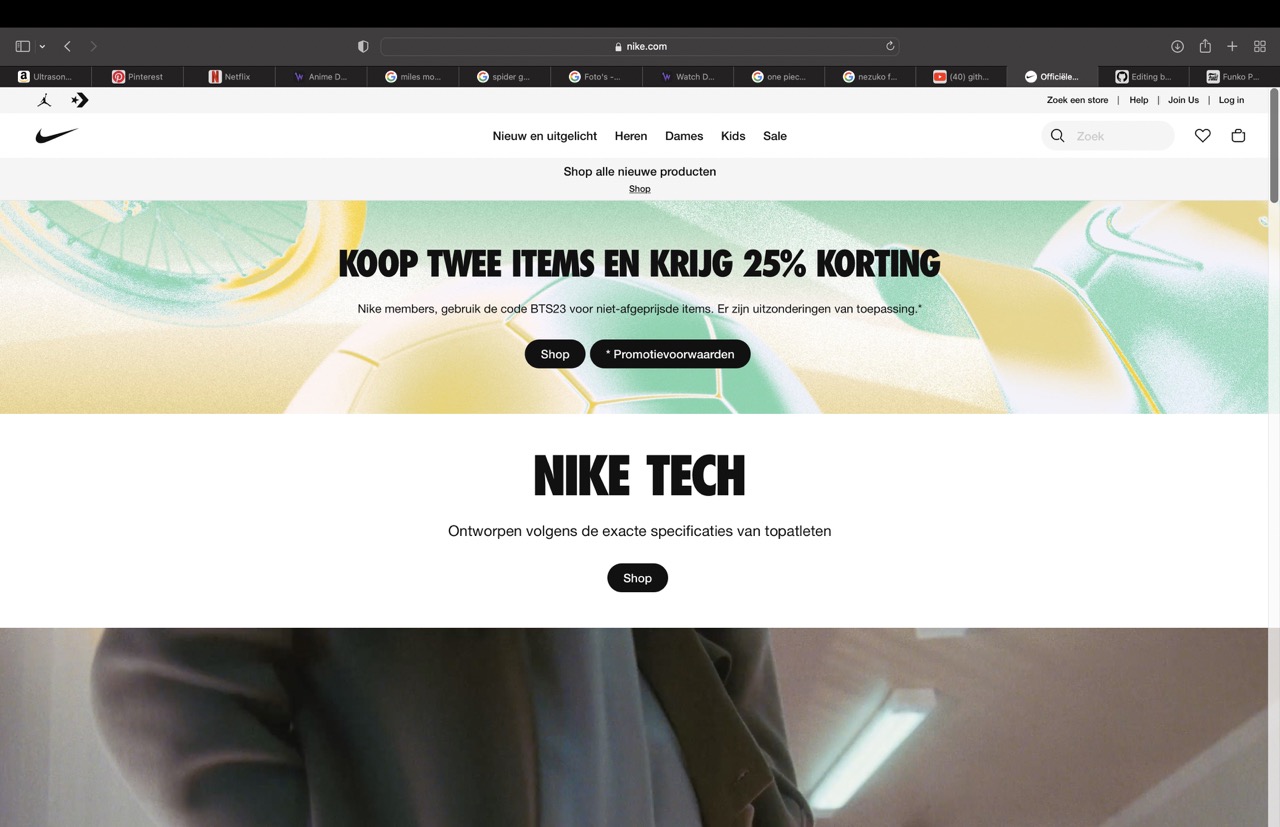 nike.com
Ultrason...
Pinterest
Netflix
Anime D...
miles mo...
spider g...
Foto's -...
Watch D...
one piec...
nezuko f...
(40) gith...
Officiële...
Editing b...
Funko P...
Zoek een store | Help | Join Us | Log in
Nieuw en uitgelicht Heren Dames Kids Sale
Zoek
Shop alle nieuwe producten
Shop
KOOP TWEE ITEMS EN KRIJG 25% KORTING
Nike members, gebruik de code BTS23 voor niet-afgeprijsde items. Er zijn uitzonderingen van toepassing.*
Shop
* Promotievoorwaarden
NIKE TECH
Ontworpen volgens de exacte specificaties van topatleten
Shop